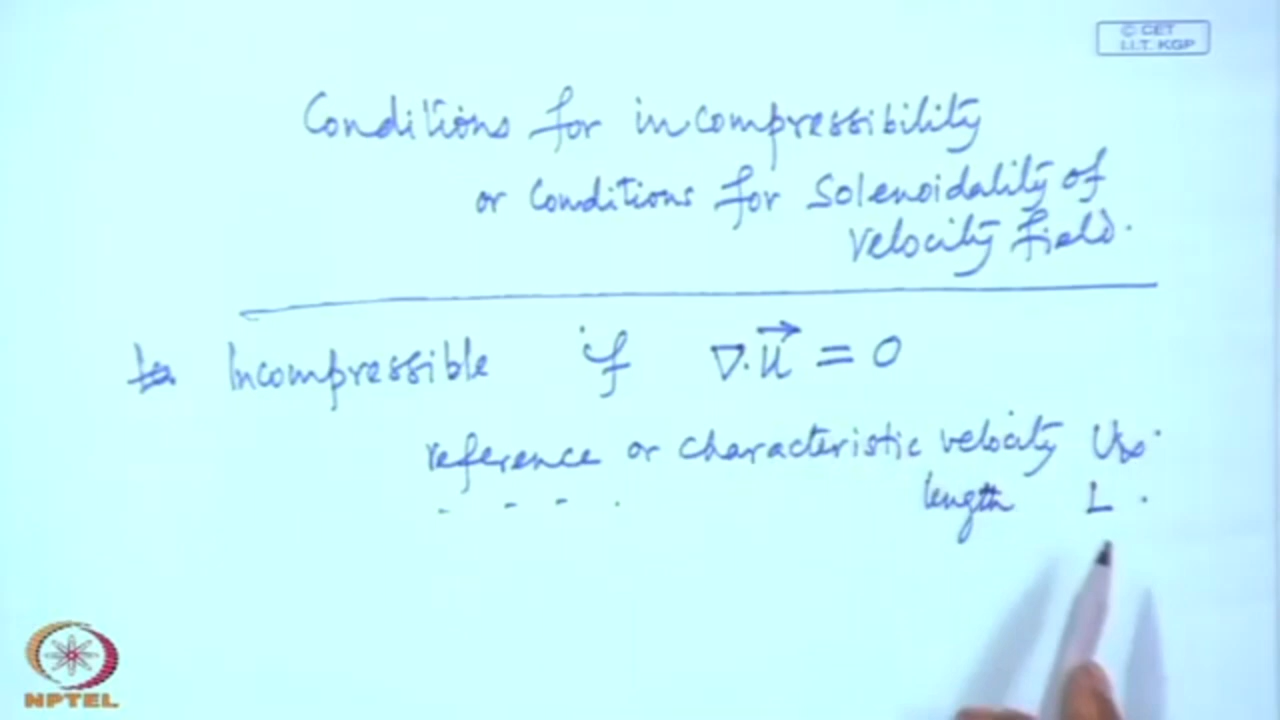 © CET
I.I.T. KGP
Conditions for incompressibility
or Conditions for Solenoidality of
Velocity field.
Incompressible if ∇.u⃗ = 0
reference or characteristic velocity U∞.
- - - . length L .
NPTEL